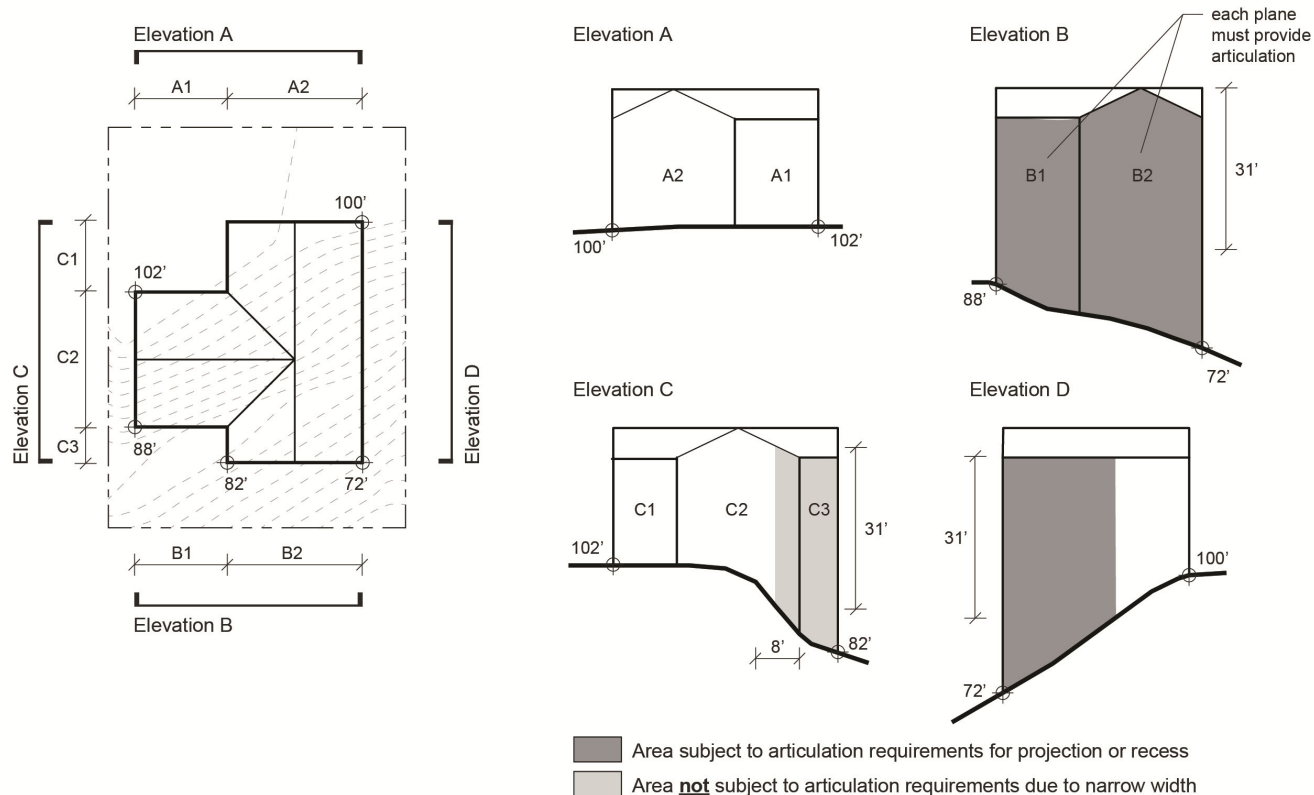 Elevation A
A1
A2
100’
102’
88’
82’
72’
C1
C2
C3
Elevation C
Elevation D
B1
B2
Elevation B
Elevation A
A2
A1
100’
102’
Elevation B
each plane
must provide
articulation
B1
B2
31’
88’
72’
Elevation C
C1
C2
C3
31’
102’
8’
82’
Elevation D
31’
100’
72’
Area subject to articulation requirements for projection or recess
Area not subject to articulation requirements due to narrow width